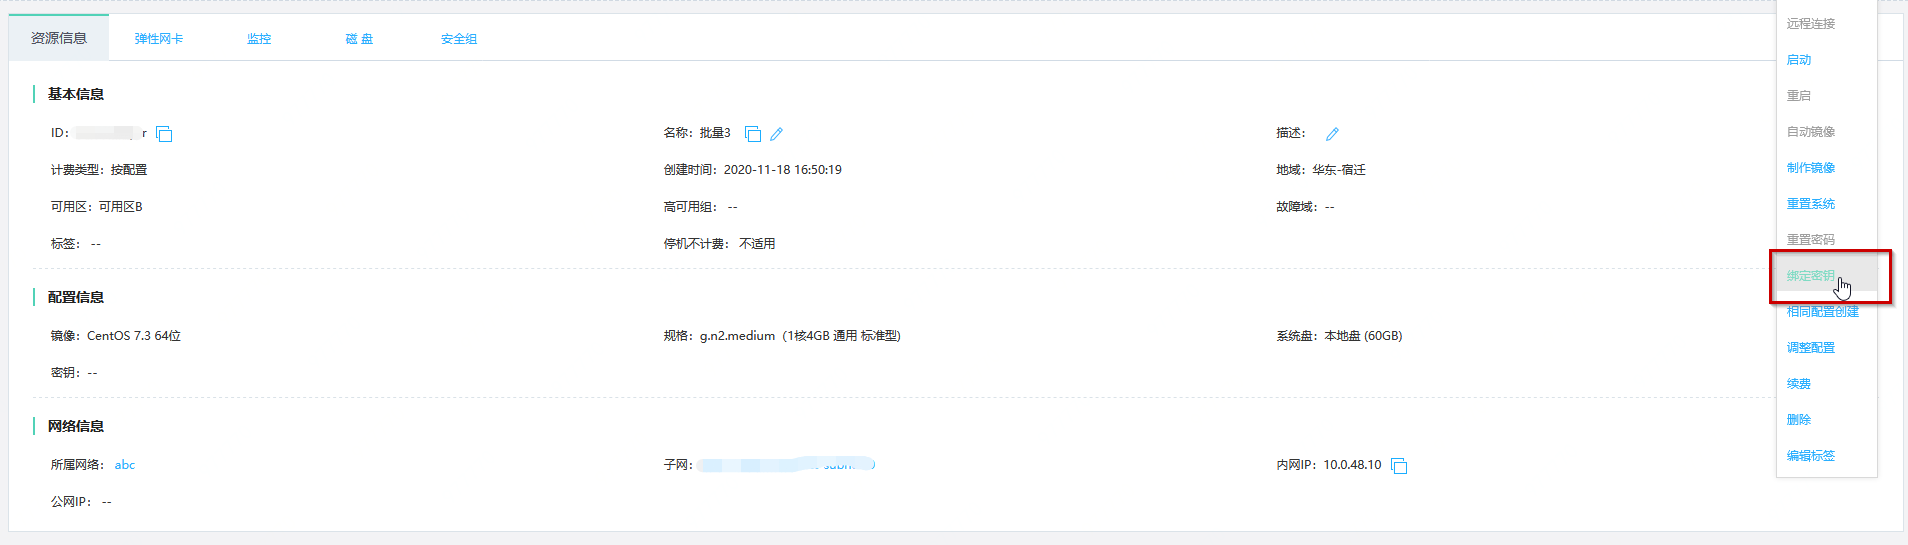 资源信息 弹性网卡 监控 磁 盘 安全组
基本信息
ID: r
名称: 批量3
描述:
计费类型: 按配置
创建时间: 2020-11-18 16:50:19
地域: 华东-宿迁
可用区: 可用区B
高可用组: --
故障域: --
标签: --
停机不计费: 不适用
配置信息
镜像: CentOS 7.3 64位
规格: g.n2.medium (1核4GB 通用 标准型)
系统盘: 本地盘 (60GB)
密钥: --
网络信息
所属网络: abc
子网:
内网IP: 10.0.48.10
公网IP: --
远程连接
启动
重启
自动镜像
制作镜像
重置系统
重置密码
绑定密钥
相同配置创建
调整配置
续费
删除
编辑标签